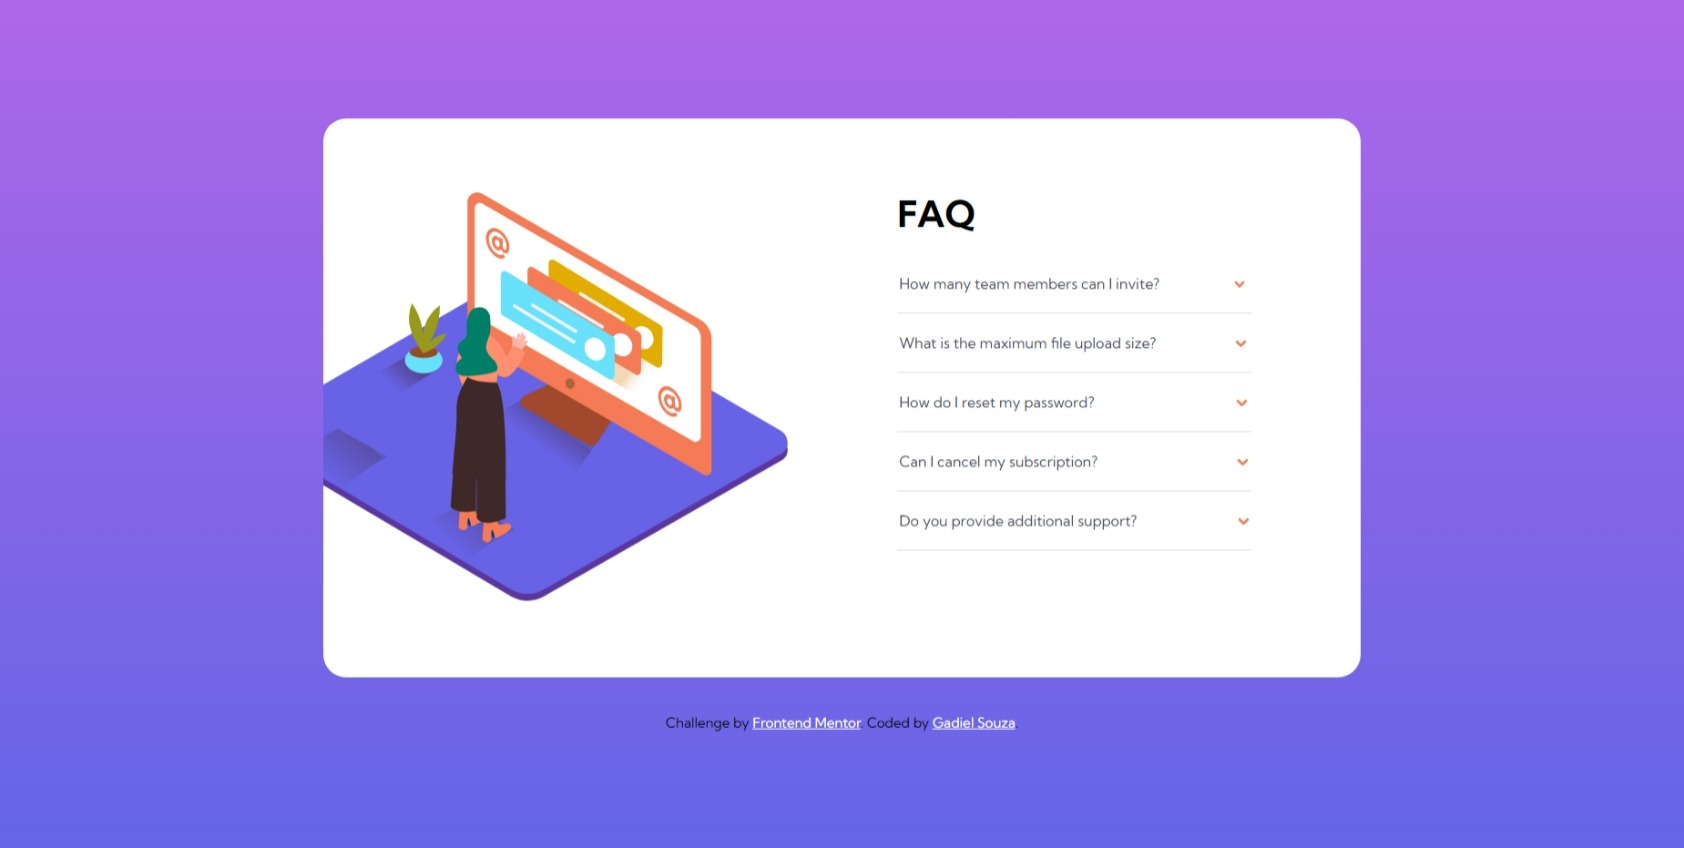 @
@
FAQ
How many team members can I invite?
What is the maximum file upload size?
How do I reset my password?
Can I cancel my subscription?
Do you provide additional support?
Challenge by Frontend Mentor. Coded by Gadiel Souza.